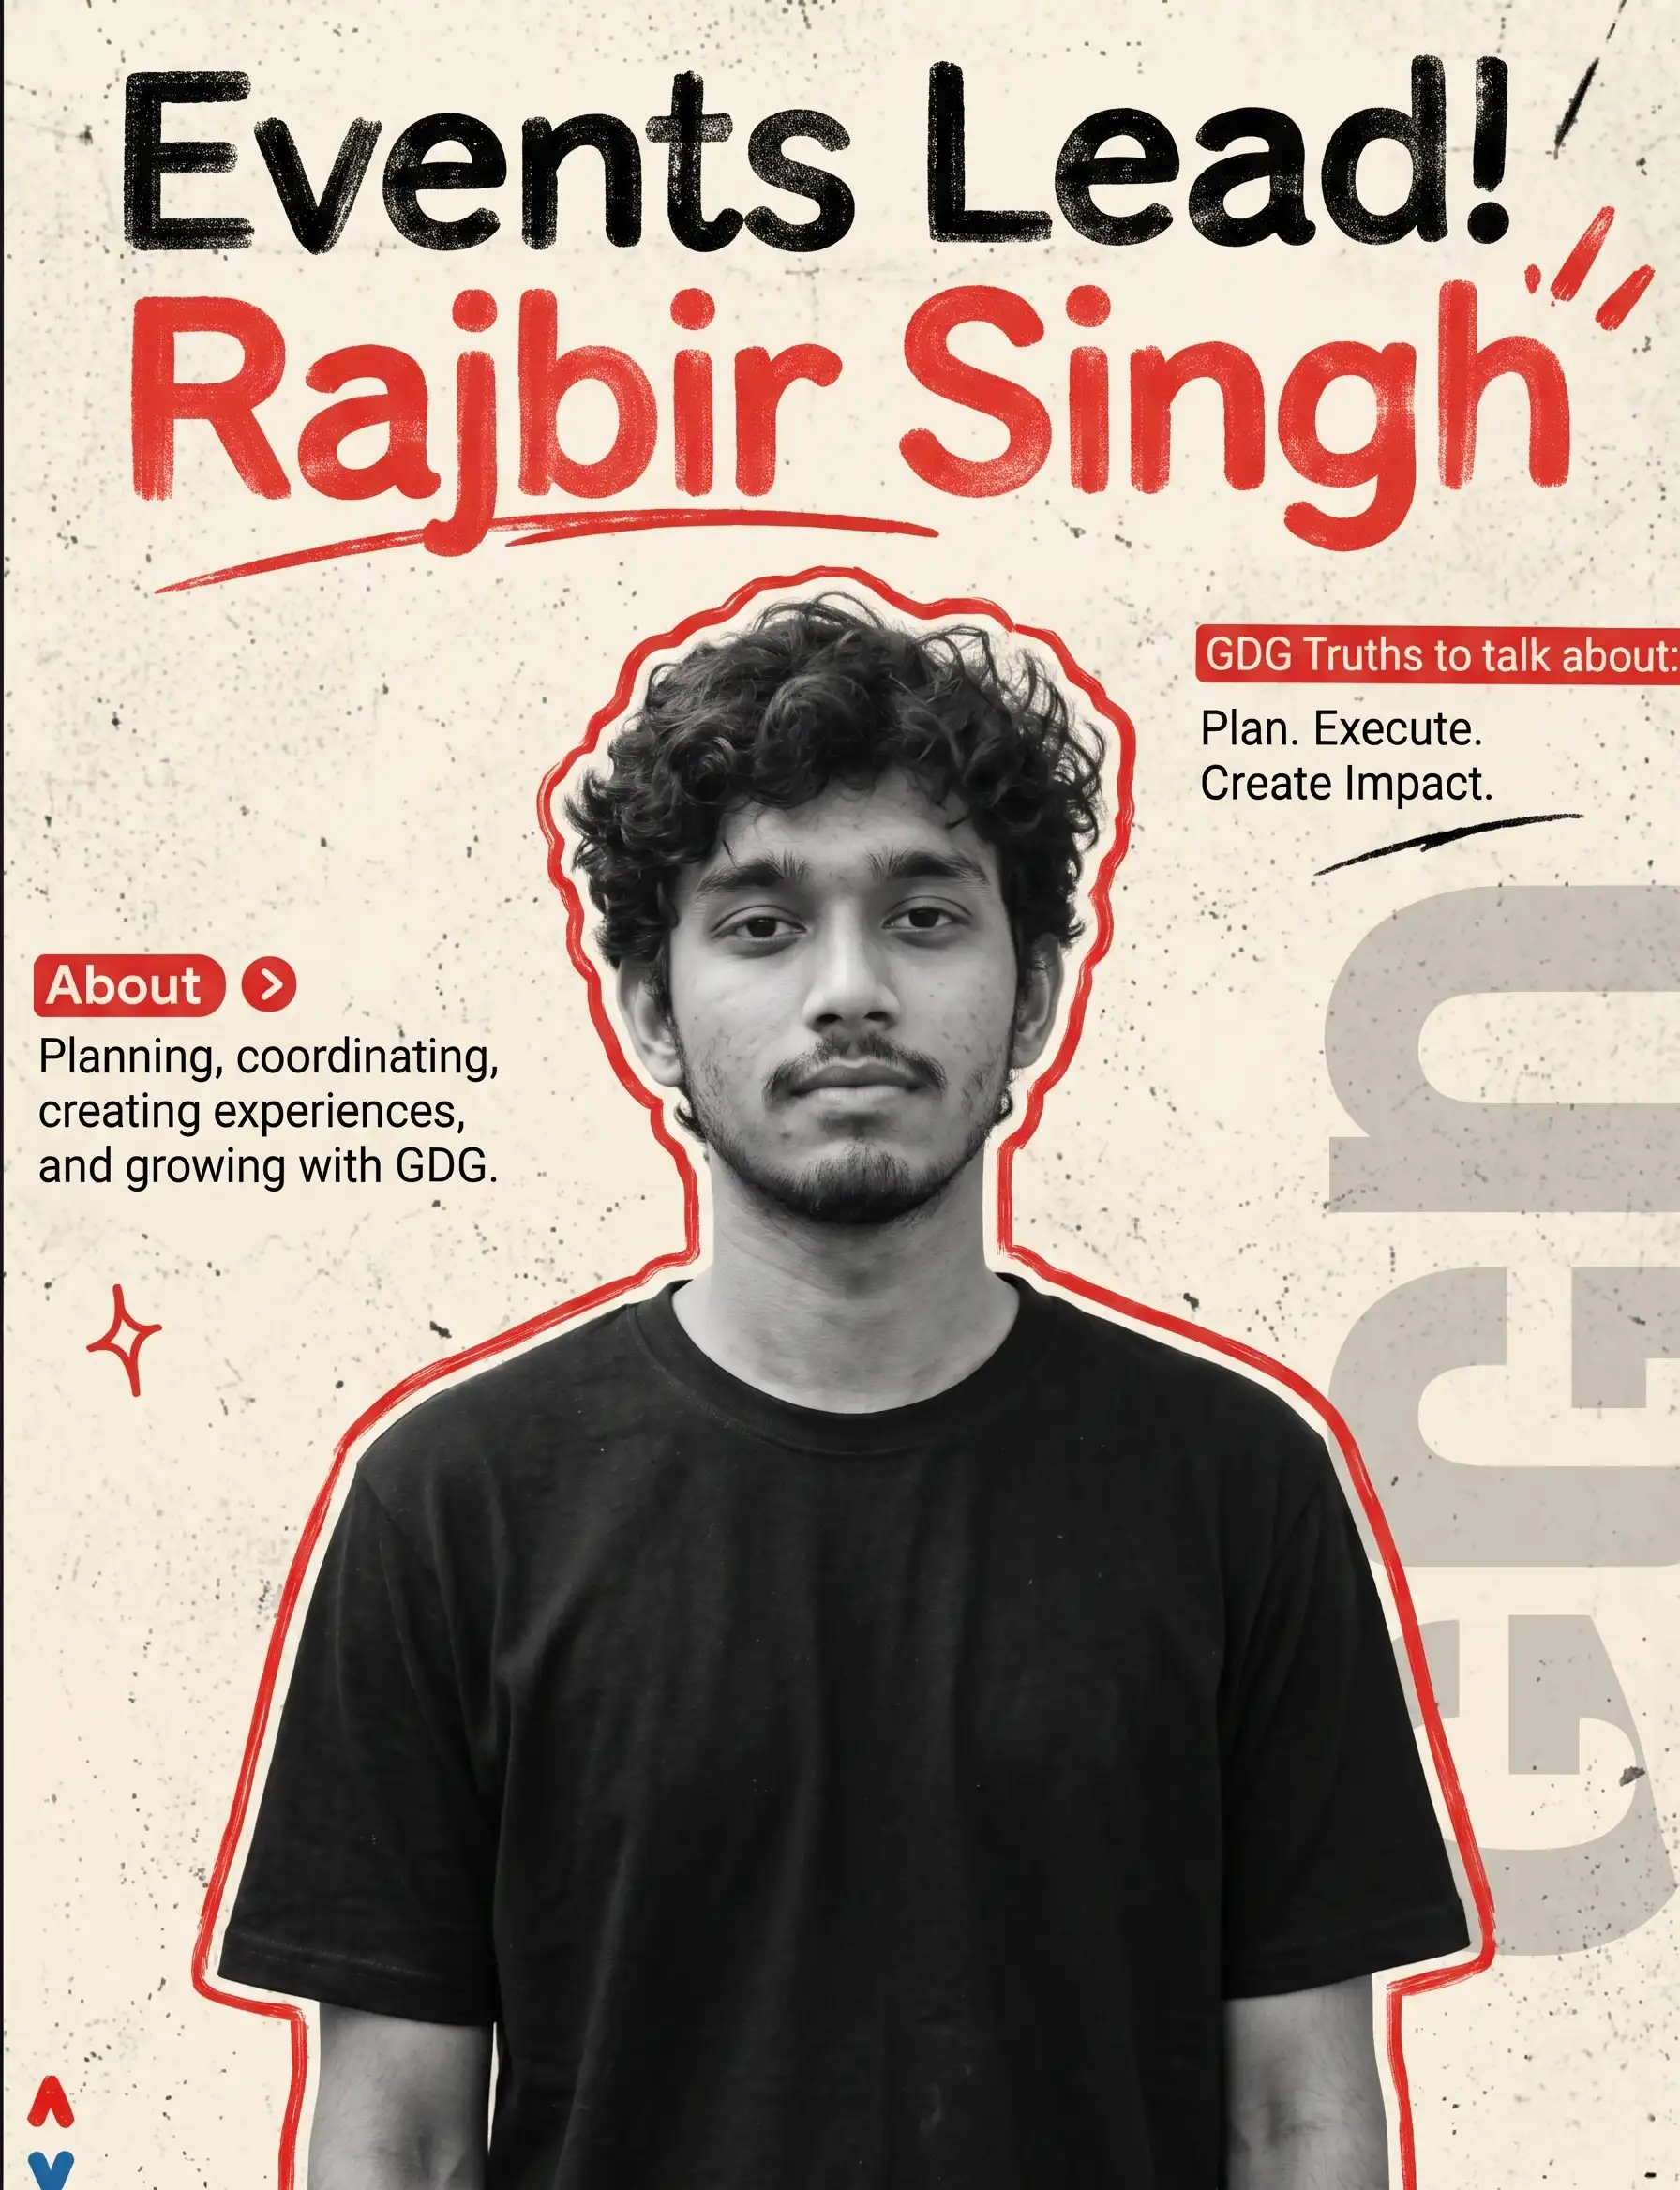 Events Lead!
Rajbir Singh
GDG Truths to talk about:
Plan. Execute.
Create Impact.
About
Planning, coordinating,
creating experiences,
and growing with GDG.
GDG